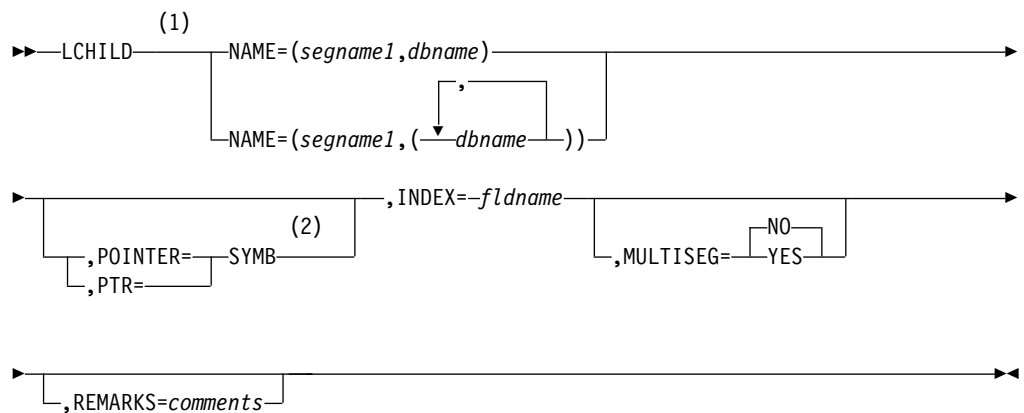 (1)
LCHILD NAME=(segname1,dbname)
,
NAME=(segname1,(dbname))
,INDEX=fldname
(2)
NO
,POINTER= SYMB ,MULTISEG= YES
,PTR=
,REMARKS=comments